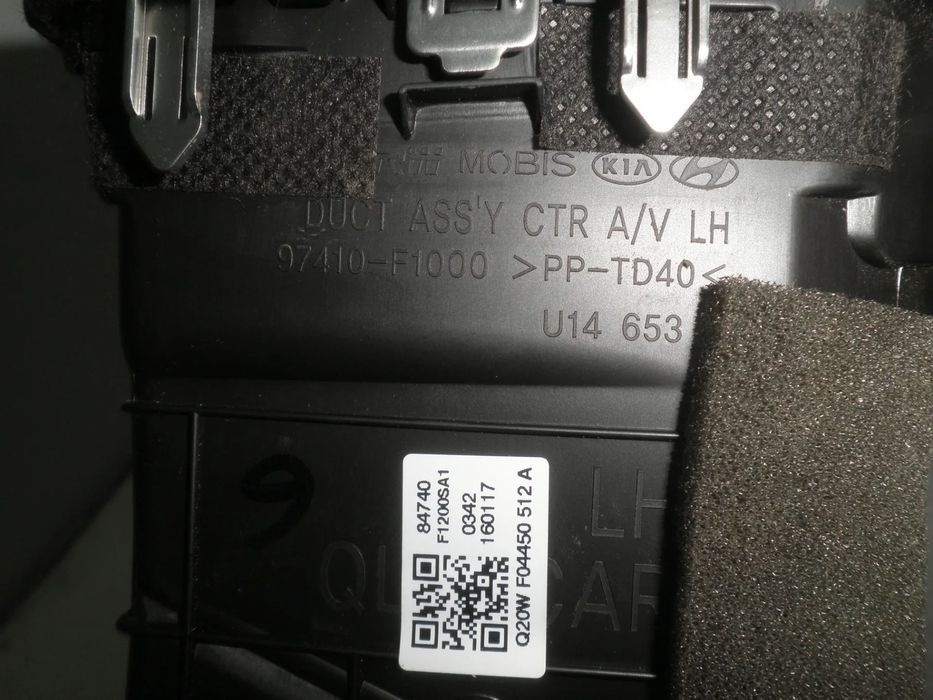 MOBIS KIA
DUCT ASS'Y CTR A/V LH
97410-F1000 >PP-TD40<
U14 653
9
LH
84740
F1200SA1
0342
160117
Q20W F04450 512 A